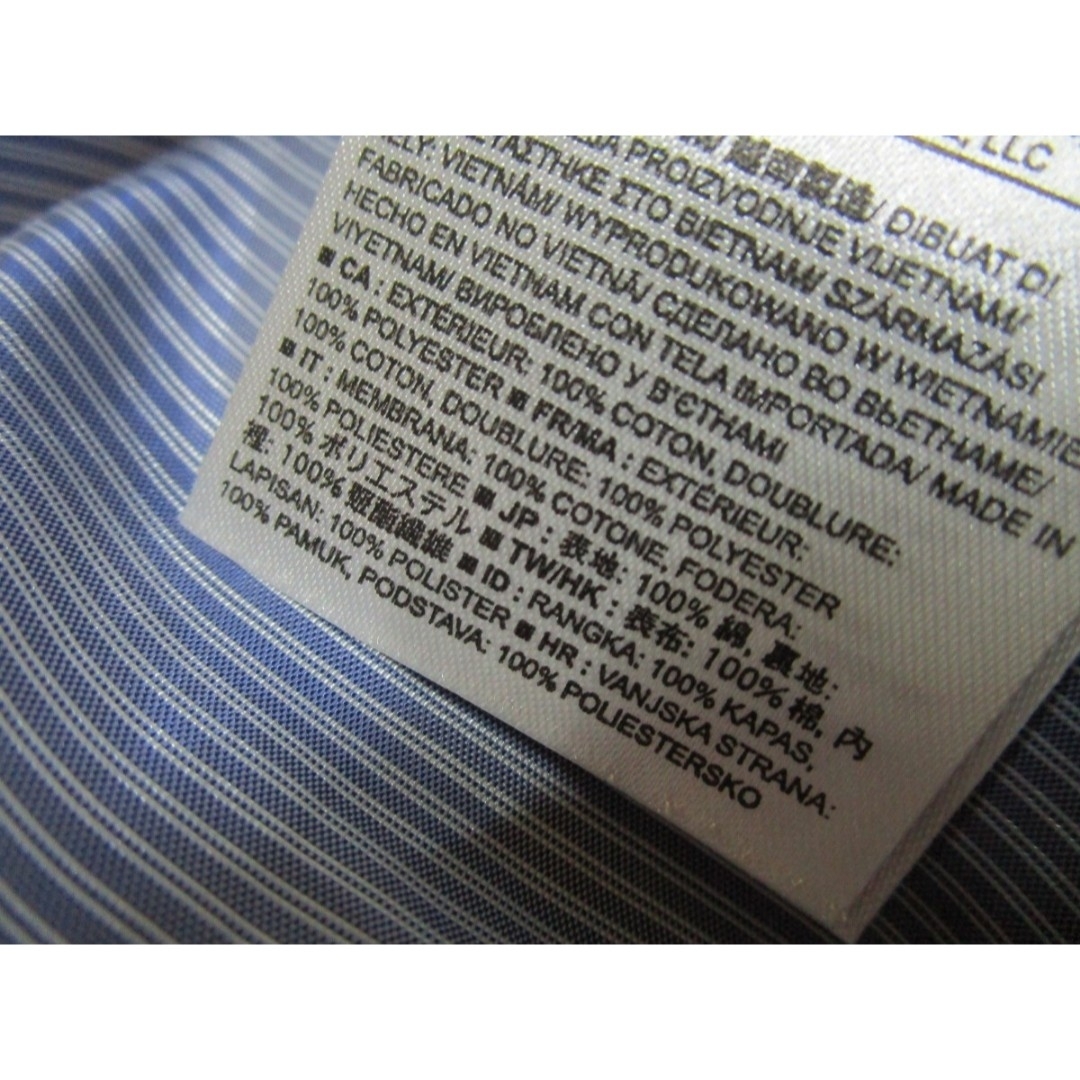 LLC
越南製造/ DIBUAT DI
PROIZVODNJE VIJETNAM/
ΣΤΟ ΒΙΕΤΝΑΜ/ SZÁRMAZÁSI
VIETNÁM/ WYPRODUKOWANO W WIETNAMIE
FABRICADO NO VIETNÃ/ СДЕЛАНО ВО ВЬЕТНАМЕ/
HECHO EN VIETNAM CON TELA IMPORTADA/ MADE IN
VIYETNAM/ ВИРОБЛЕНО У В'ЄТНАМІ
■ CA : EXTÉRIEUR: 100% COTON, DOUBLURE:
100% POLYESTER ■ FR/MA : EXTÉRIEUR:
100% COTON, DOUBLURE: 100% POLYESTER
■ IT : MEMBRANA: 100% COTONE, FODERA:
100% POLIESTERE ■ JP : 表地: 100% 綿, 裏地:
100% ポリエステル ■ TW/HK : 表布: 100% 棉, 內
裡: 100% 聚酯纖維 ■ ID : RANGKA: 100% KAPAS,
LAPISAN: 100% POLISTER ■ HR : VANJSKA STRANA:
100% PAMUK, PODSTAVA: 100% POLIESTERSKO